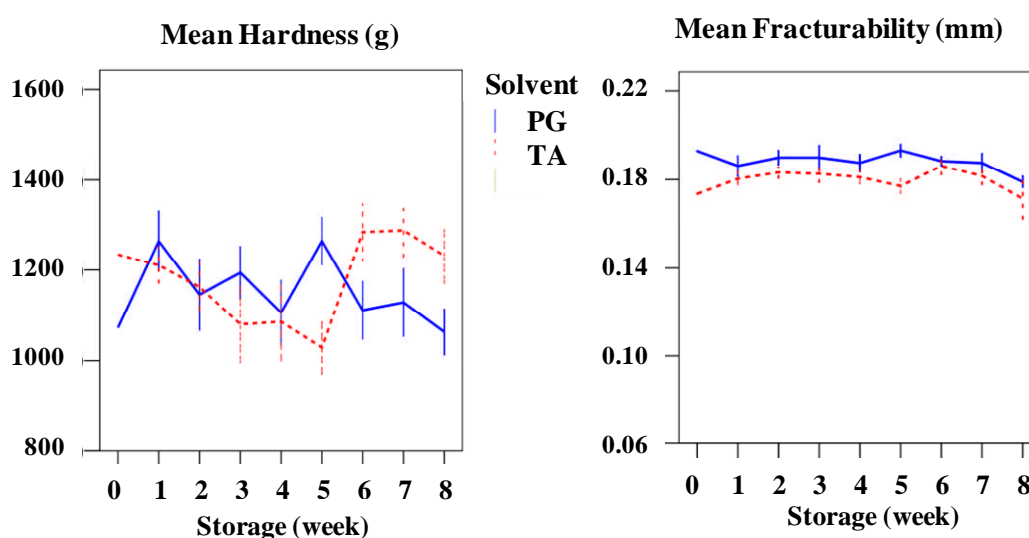 Mean Hardness (g)
1600
1400
1200
1000
800
0 1 2 3 4 5 6 7 8
Storage (week)
Solvent
PG
TA
Mean Fracturability (mm)
0.22
0.18
0.14
0.10
0.06
0 1 2 3 4 5 6 7 8
Storage (week)